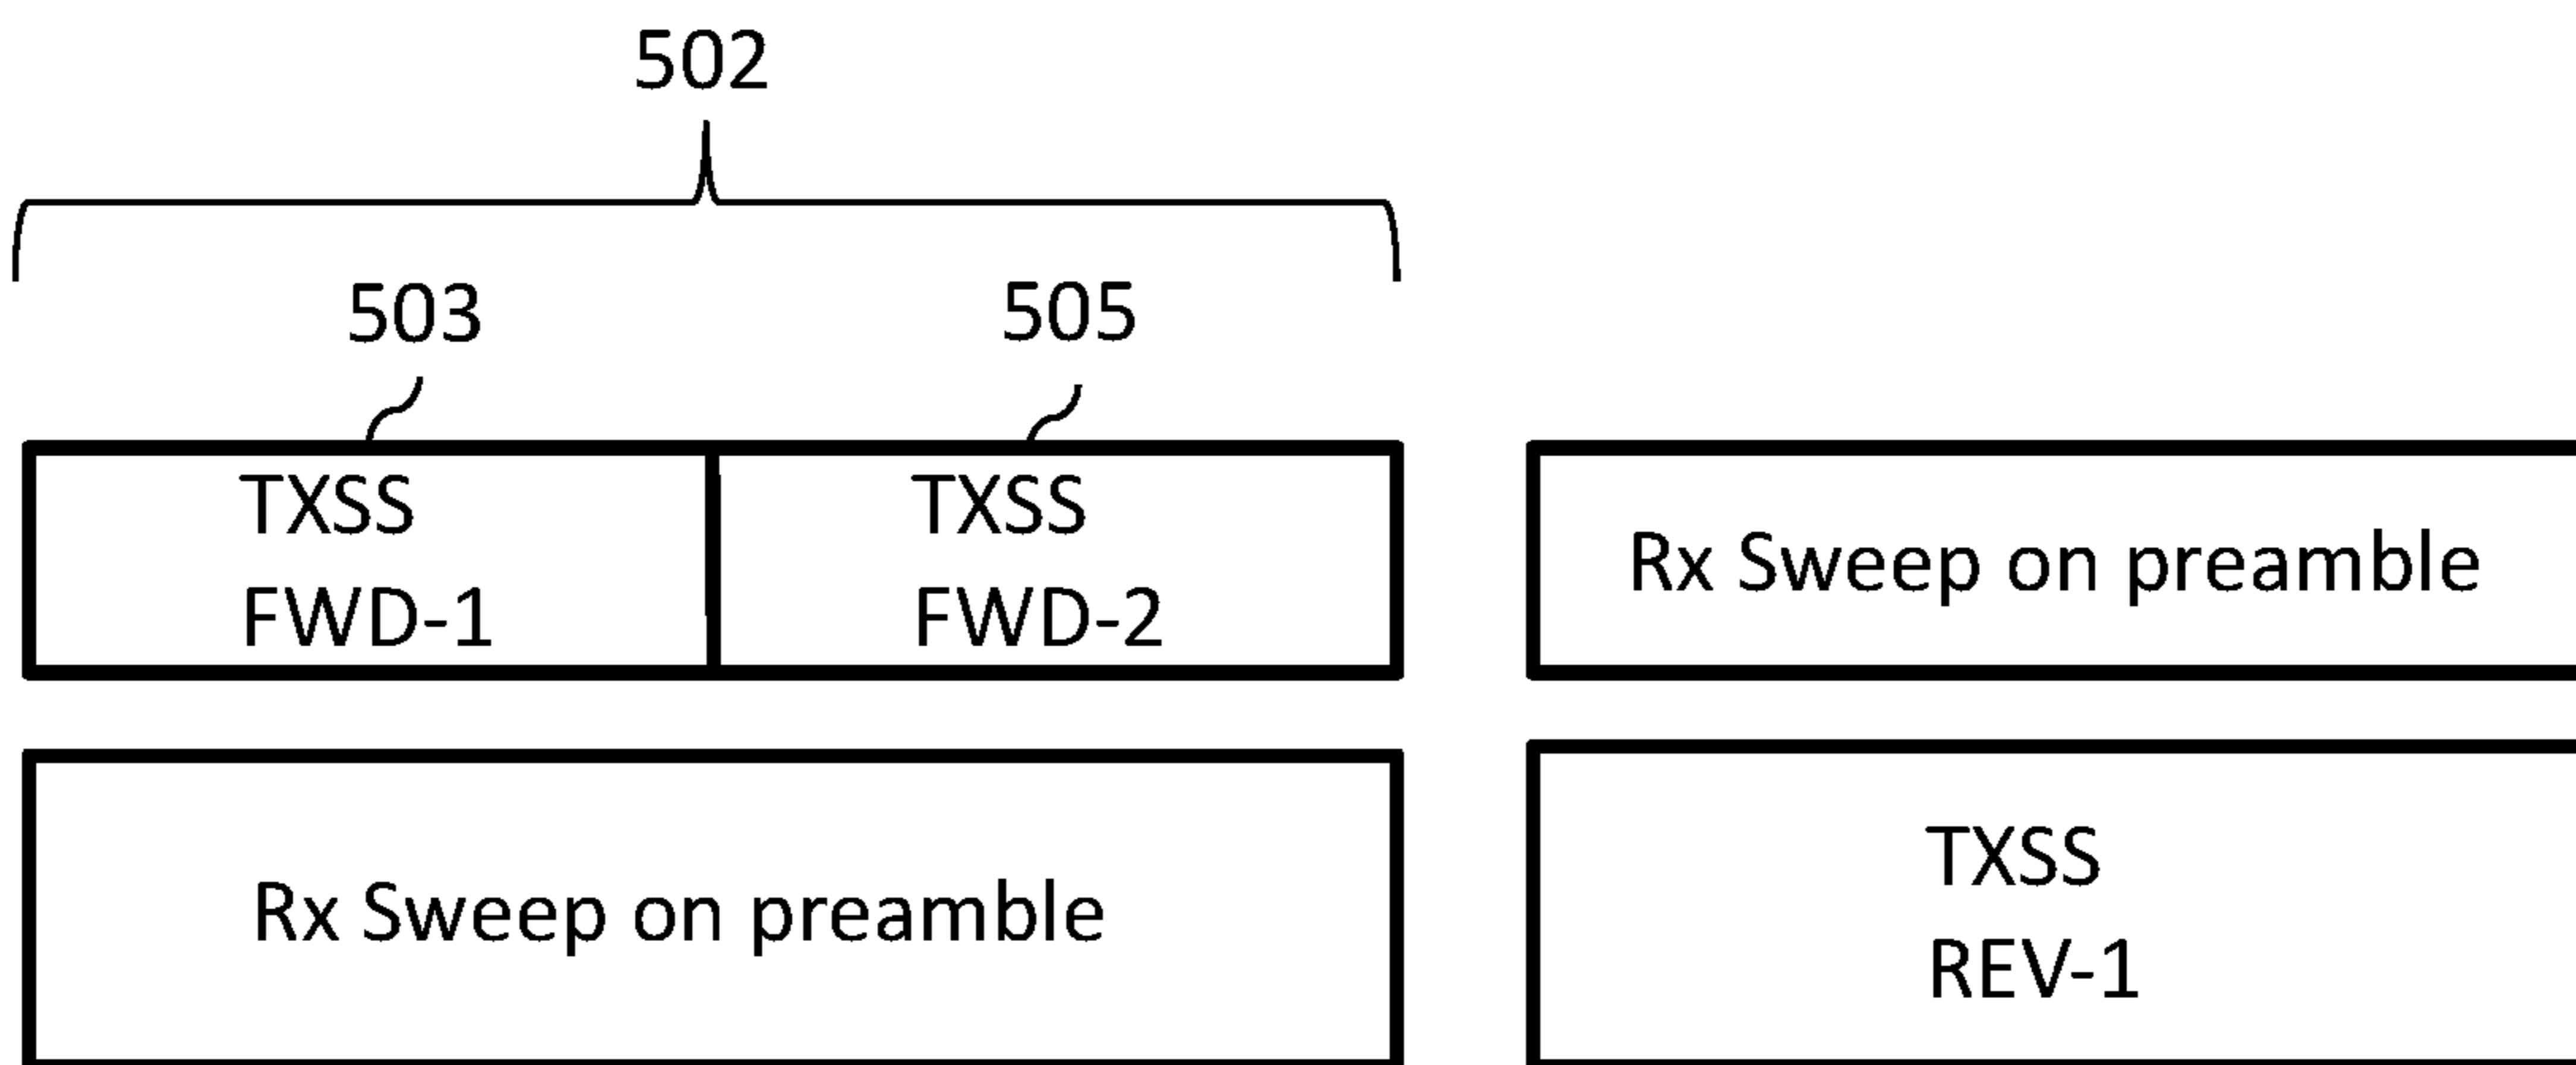 502
503
505
TXSS
FWD-1
TXSS
FWD-2
Rx Sweep on preamble
Rx Sweep on preamble
TXSS
REV-1